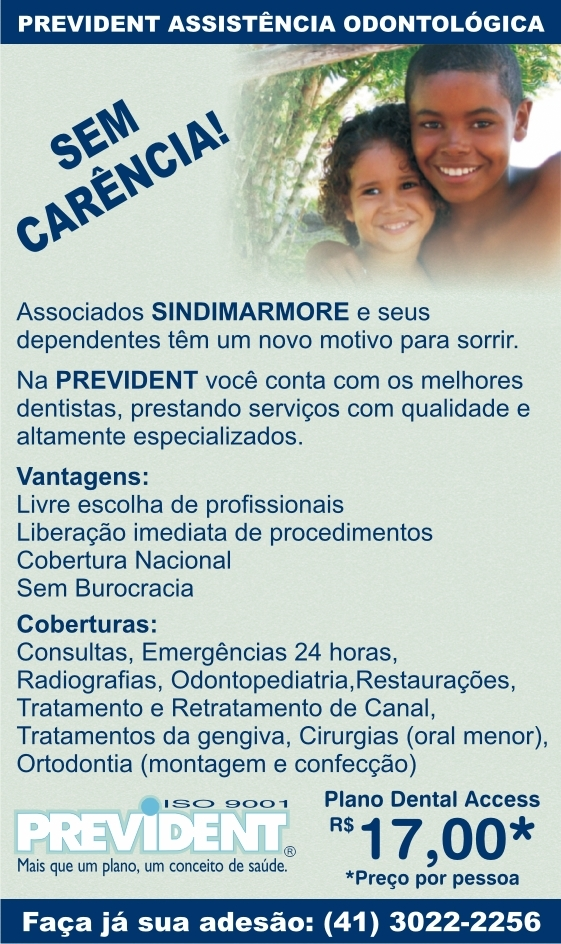 PREVIDENT ASSISTÊNCIA ODONTOLÓGICA
SEM
CARÊNCIA!
Associados SINDIMARMORE e seus
dependentes têm um novo motivo para sorrir.
Na PREVIDENT você conta com os melhores
dentistas, prestando serviços com qualidade e
altamente especializados.
Vantagens:
Livre escolha de profissionais
Liberação imediata de procedimentos
Cobertura Nacional
Sem Burocracia
Coberturas:
Consultas, Emergências 24 horas,
Radiografias, Odontopediatria,Restaurações,
Tratamento e Retratamento de Canal,
Tratamentos da gengiva, Cirurgias (oral menor),
Ortodontia (montagem e confecção)
ISO 9001
PREVIDENT®
Mais que um plano, um conceito de saúde.
Plano Dental Access
R$ 17,00*
*Preço por pessoa
Faça já sua adesão: (41) 3022-2256